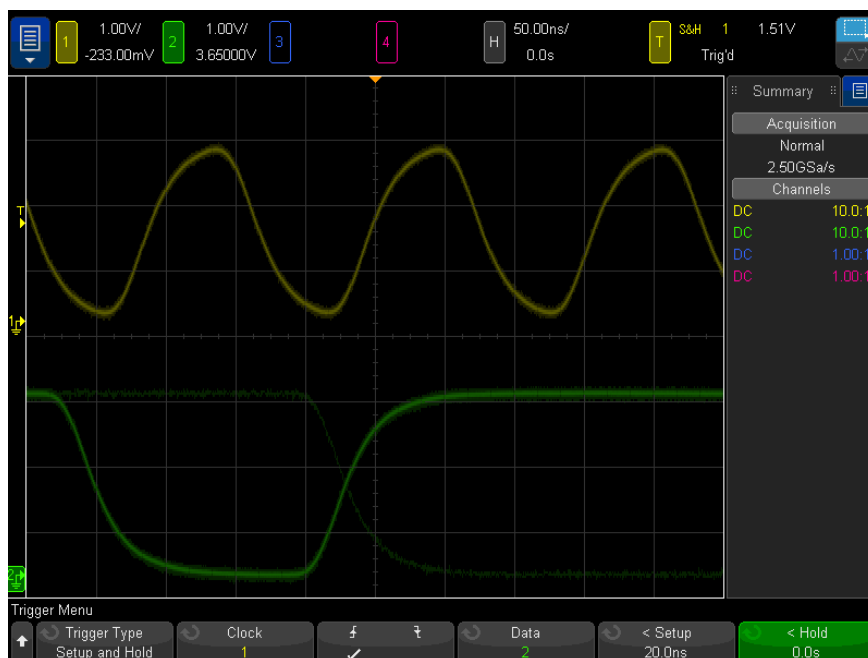 1.00V/ 1.00V/ 50.00ns/ S&H 1 1.51V
1 2 3 4 H T
-233.00mV 3.65000V 0.0s Trig'd
Summary
Acquisition
Normal
2.50GSa/s
Channels
DC 10.0:1
DC 10.0:1
DC 1.00:1
DC 1.00:1
T
1
2
Trigger Menu
Trigger Type Clock Data < Setup < Hold
Setup and Hold 1 2 20.0ns 0.0s